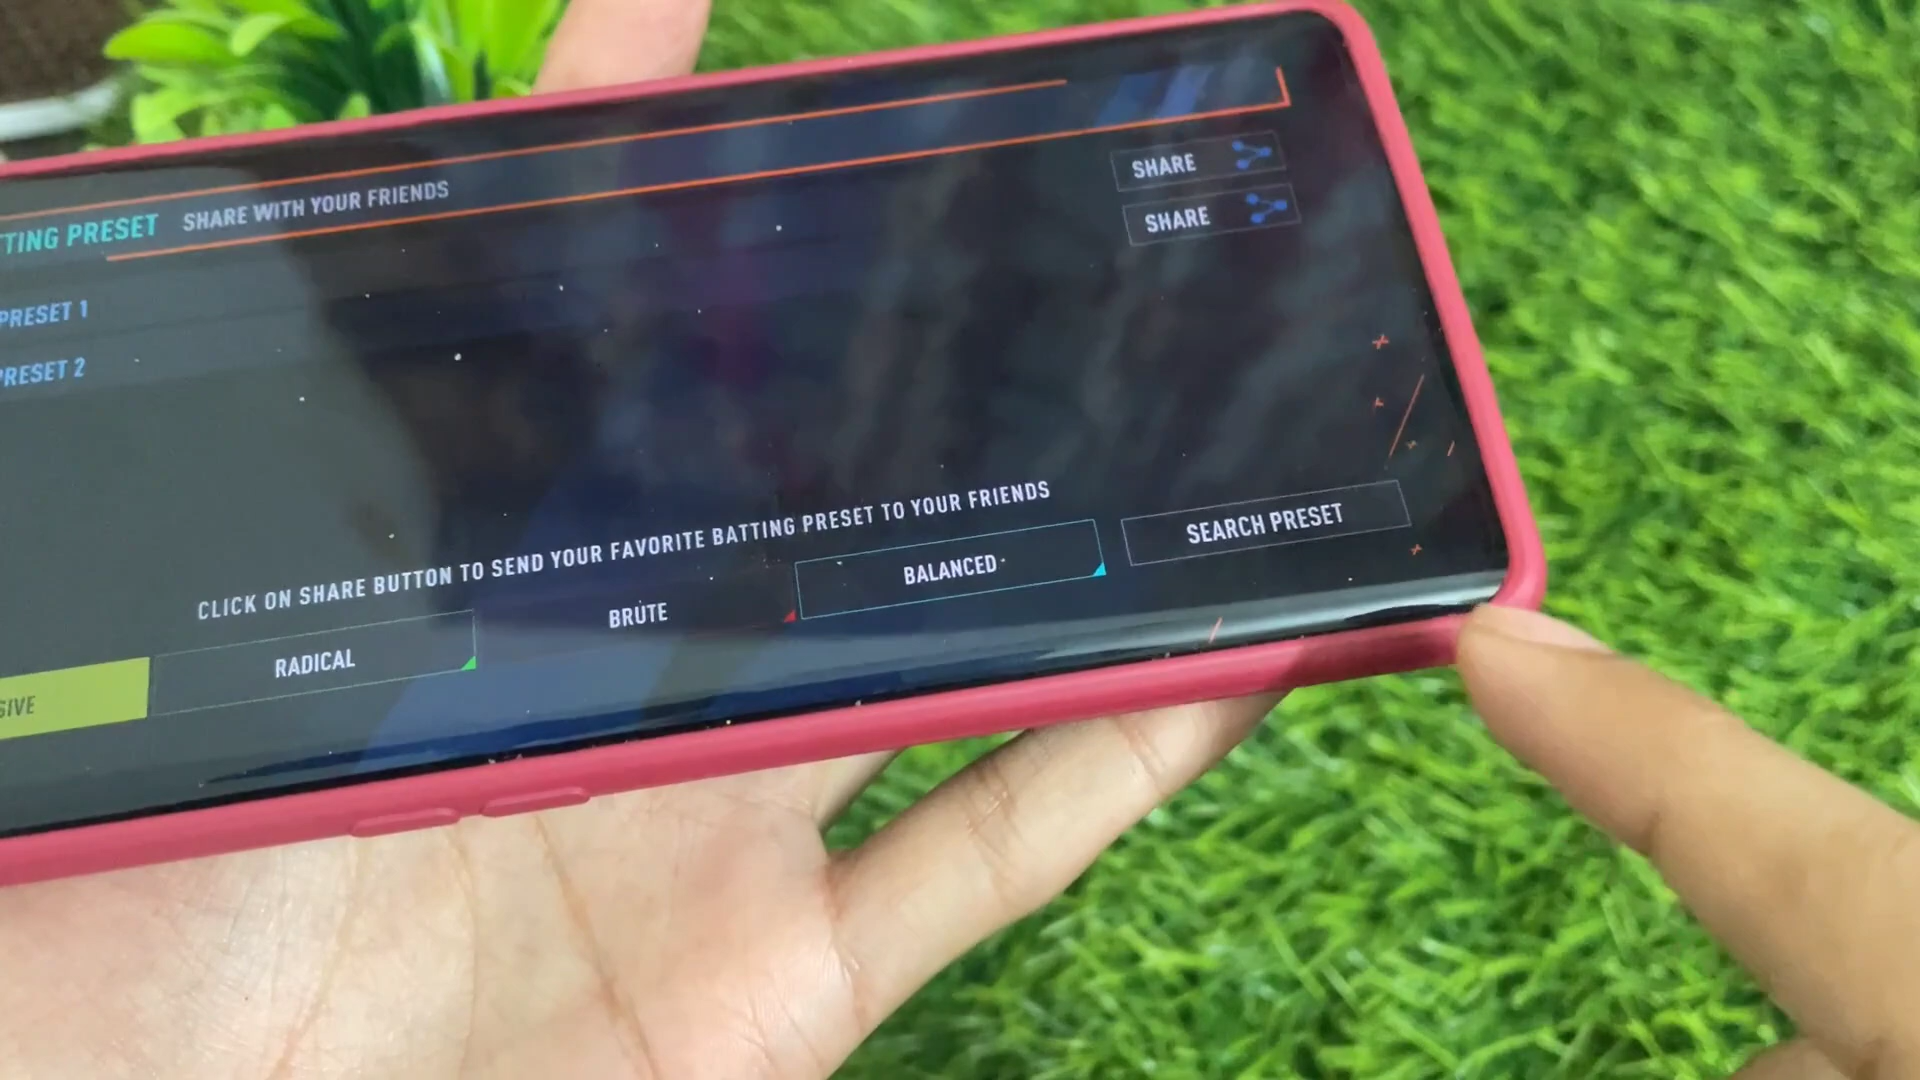 TTING PRESET SHARE WITH YOUR FRIENDS
SHARE
SHARE
PRESET 1
PRESET 2
CLICK ON SHARE BUTTON TO SEND YOUR FAVORITE BATTING PRESET TO YOUR FRIENDS
SIVE RADICAL BRUTE BALANCED SEARCH PRESET